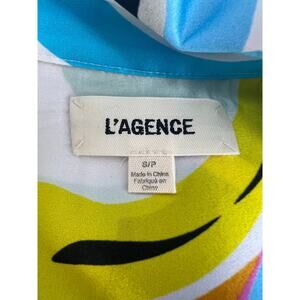 L'AGENCE
S/P
Made in China
Fabriqué en
Chine